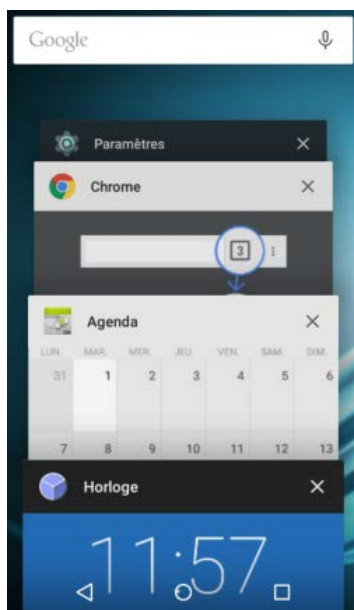 Google
Paramètres
Chrome
3
Agenda
LUN. MAR. MER. JEU. VEN. SAM. DIM.
31 1 2 3 4 5 6
7 8 9 10 11 12 13
Horloge
11:57